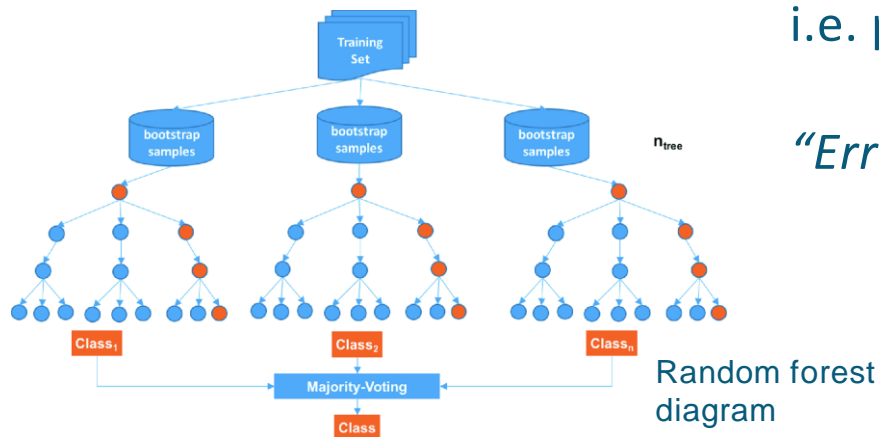 i.e. p
Training
Set
bootstrap
samples
bootstrap
samples
bootstrap
samples
n_tree
“Err
Class₁
Class₂
Classₙ
Majority-Voting
Class
Random forest
diagram